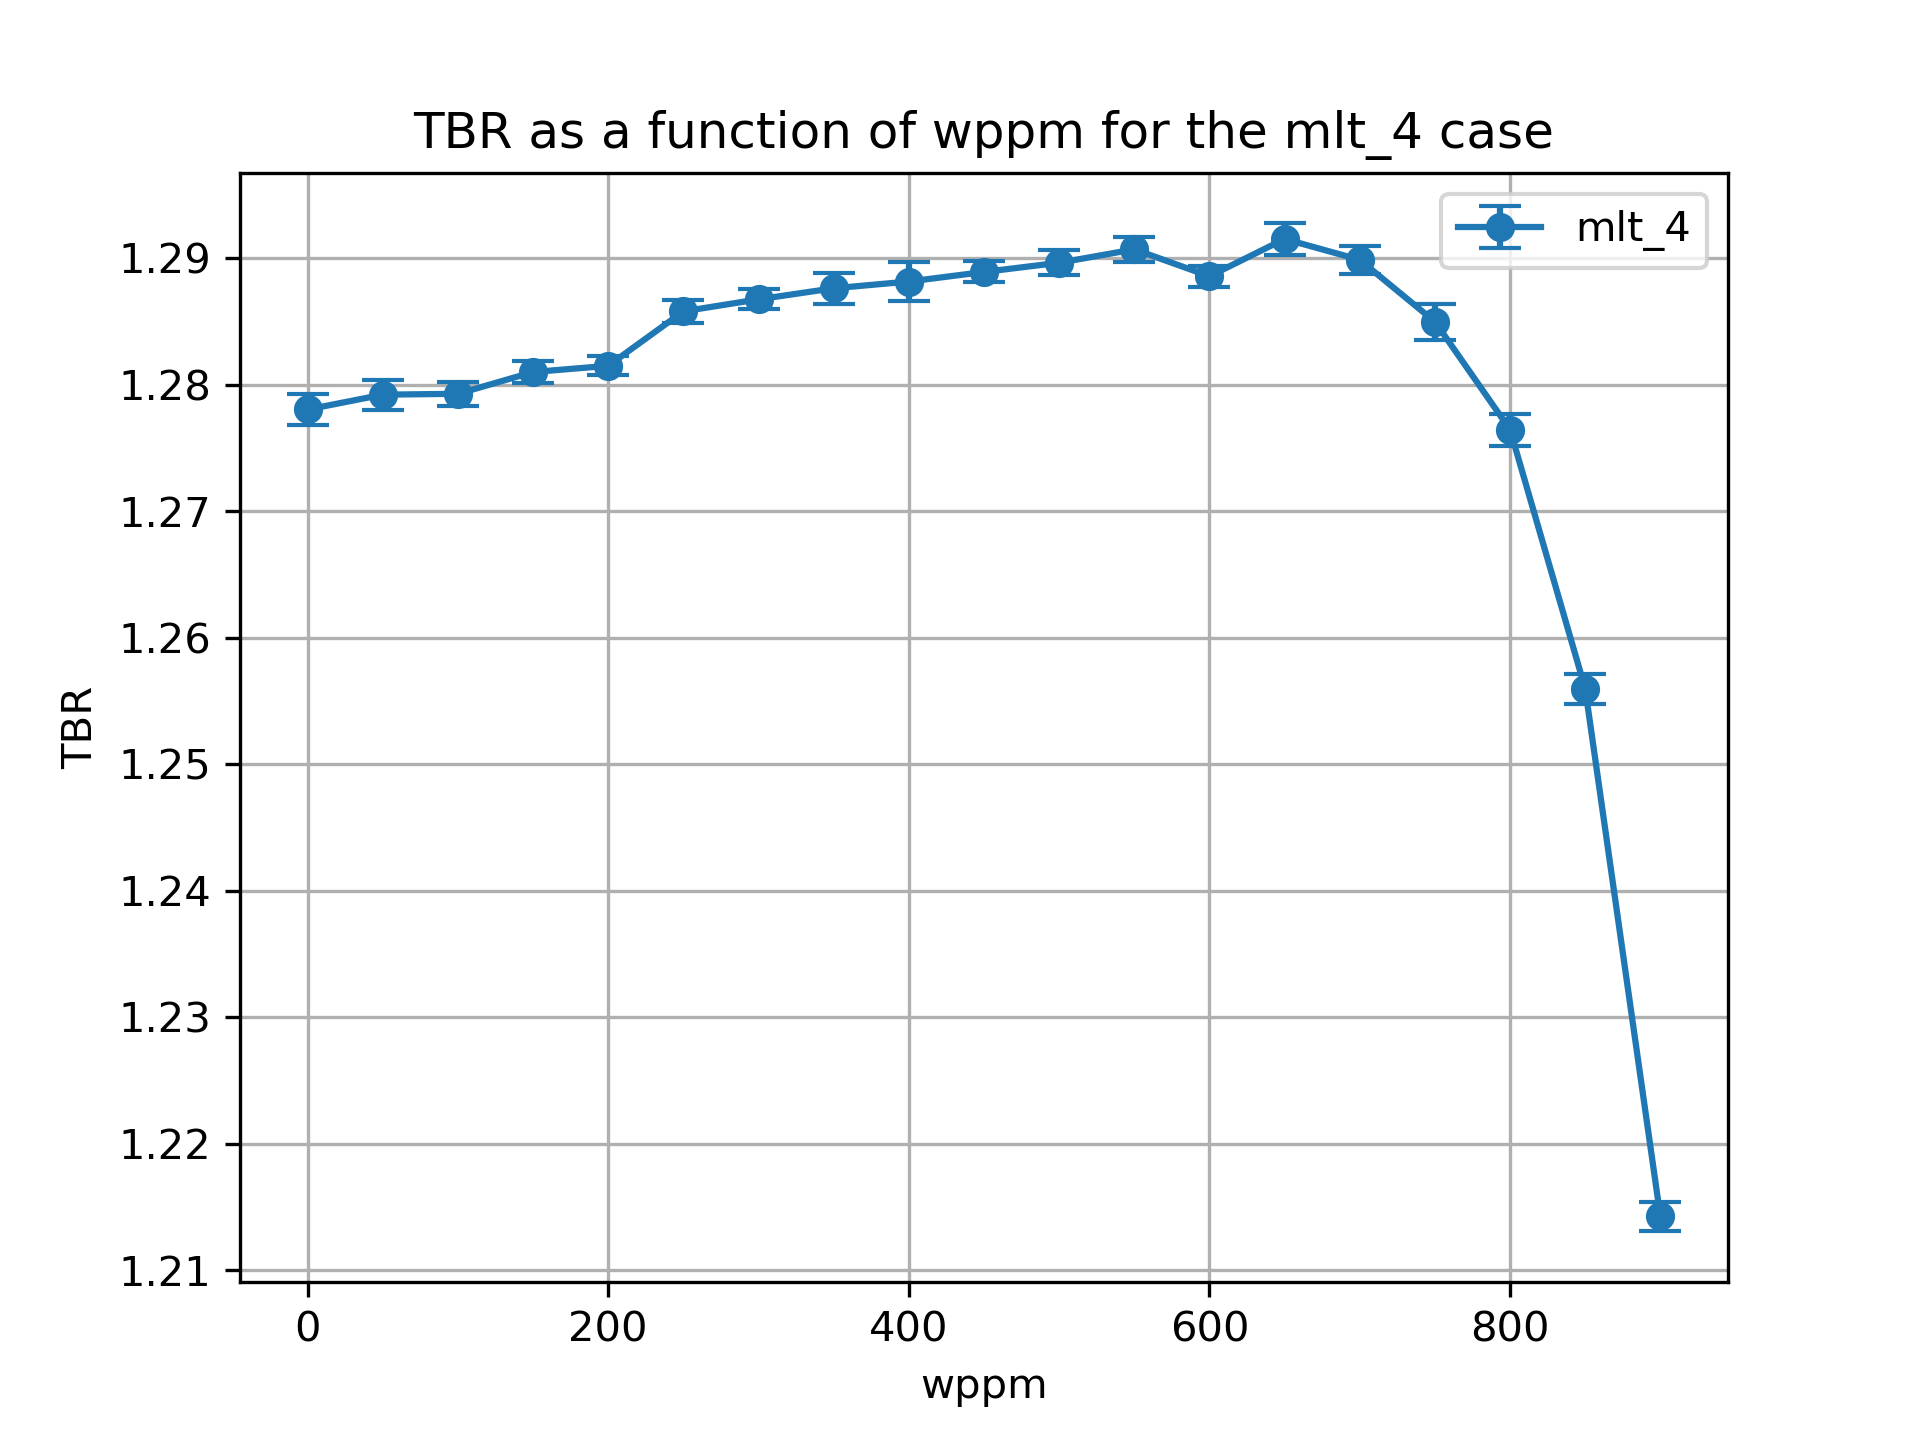 TBR as a function of wppm for the mlt_4 case
mlt_4
1.29
1.28
1.27
1.26
1.25
1.24
1.23
1.22
1.21
TBR
0 200 400 600 800
wppm